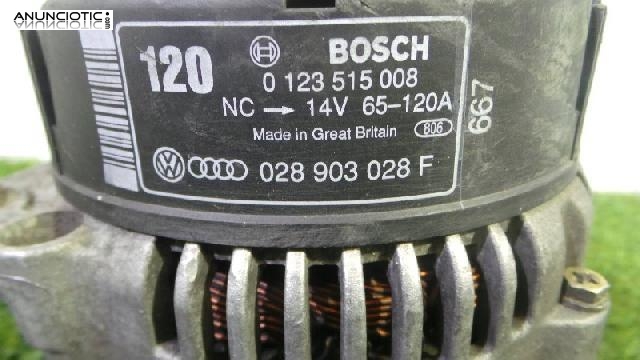 ANUNCIOTIC
.com
120
BOSCH
0 123 515 008
NC → 14V 65-120A
Made in Great Britain 806
667
028 903 028 F